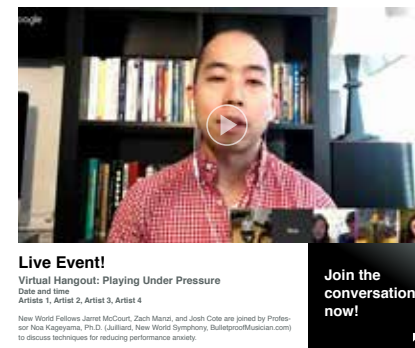 ogle
Live Event!
Virtual Hangout: Playing Under Pressure
Date and time
Artists 1, Artist 2, Artist 3, Artist 4
New World Fellows Jarret McCourt, Zach Manzi, and Josh Cote are joined by Profes-
sor Noa Kageyama, Ph.D. (Juilliard, New World Symphony, BulletproofMusician.com)
to discuss techniques for reducing performance anxiety.
Join the
conversation
now!